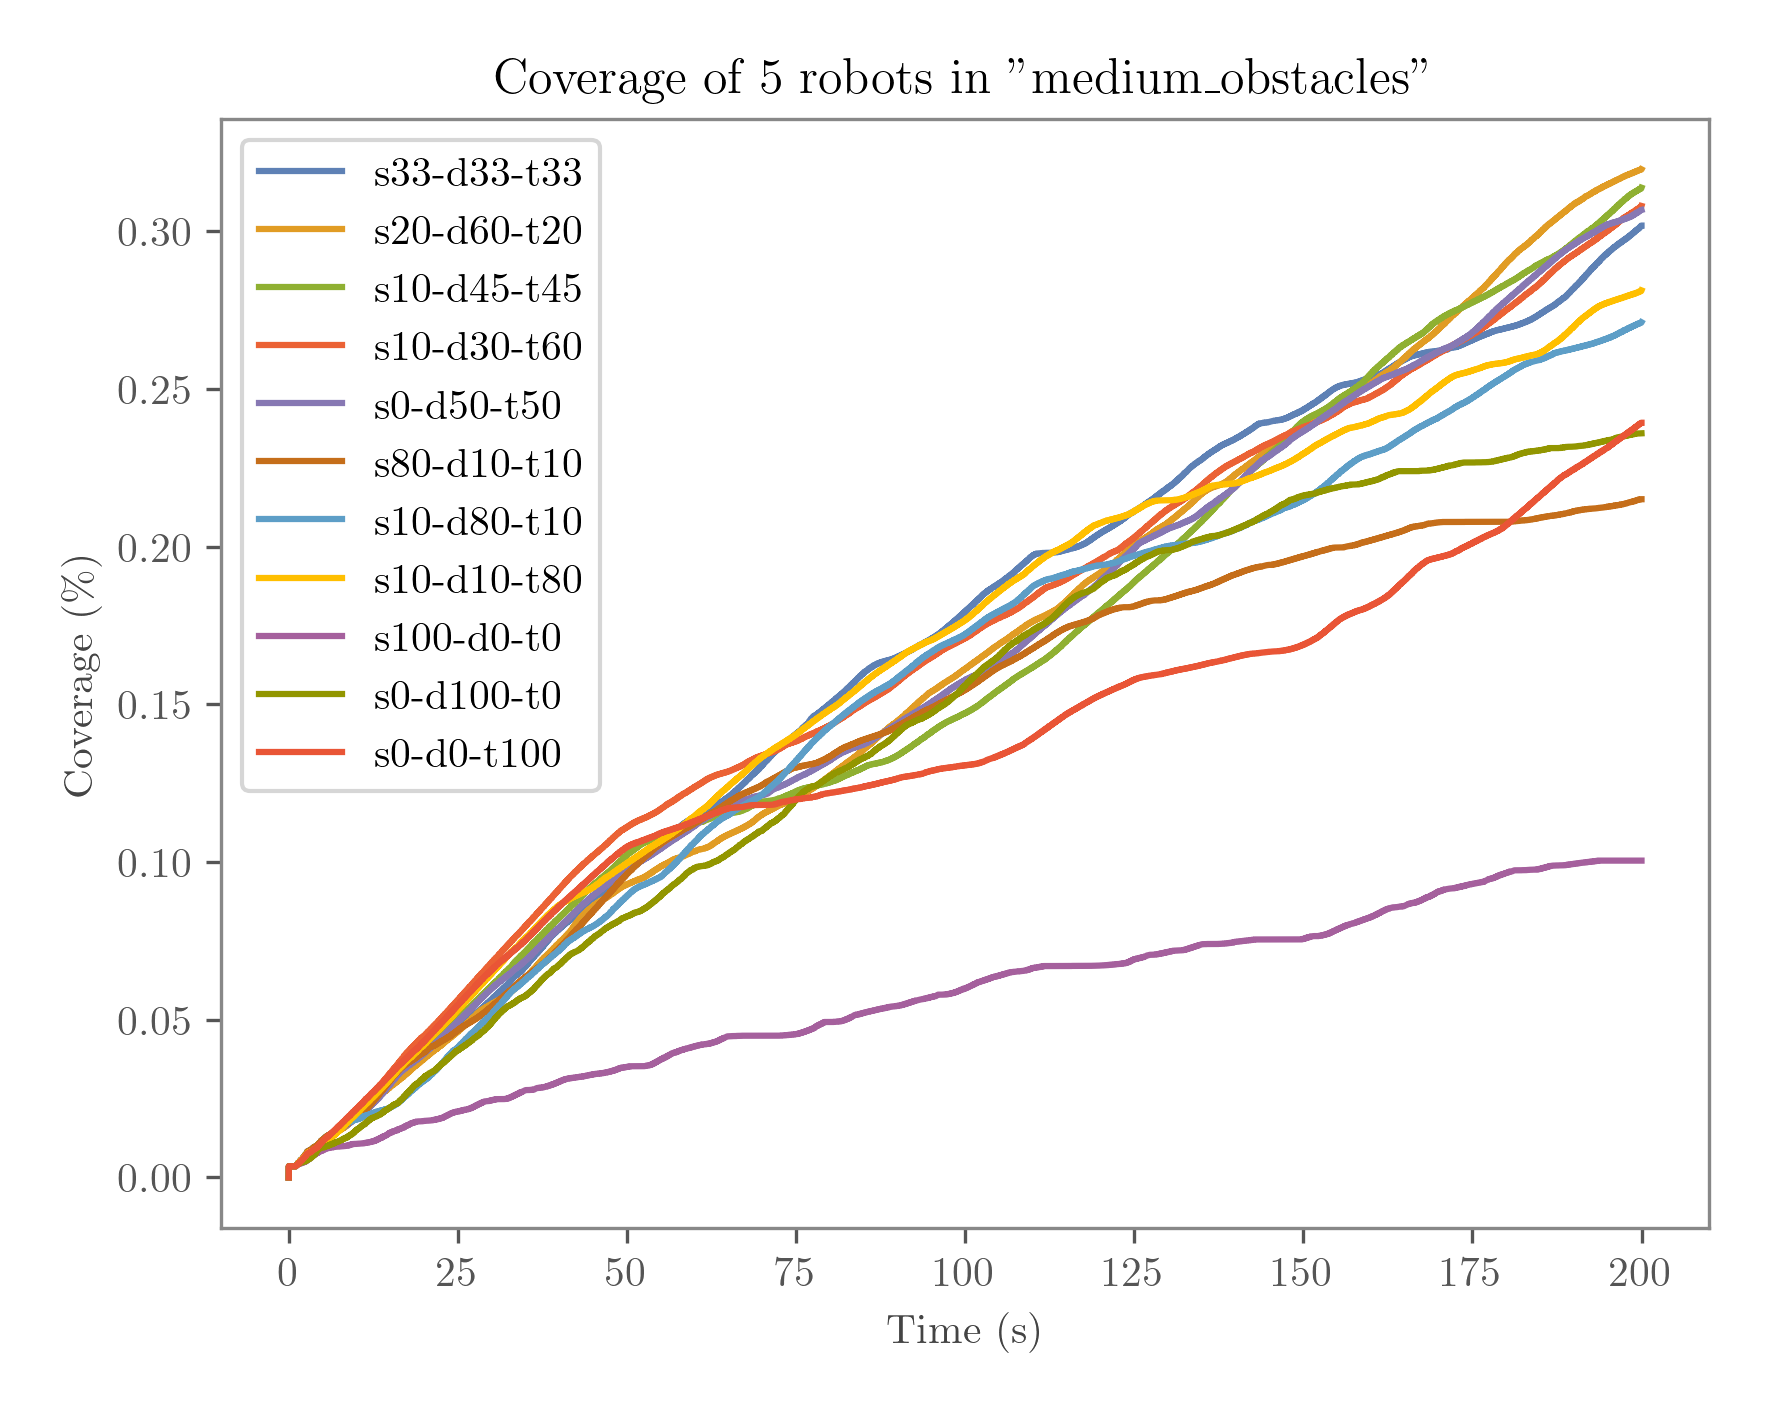 Coverage of 5 robots in "medium_obstacles"
s33-d33-t33
s20-d60-t20
s10-d45-t45
s10-d30-t60
s0-d50-t50
s80-d10-t10
s10-d80-t10
s10-d10-t80
s100-d0-t0
s0-d100-t0
s0-d0-t100
Coverage (%)
0.30
0.25
0.20
0.15
0.10
0.05
0.00
0 25 50 75 100 125 150 175 200
Time (s)